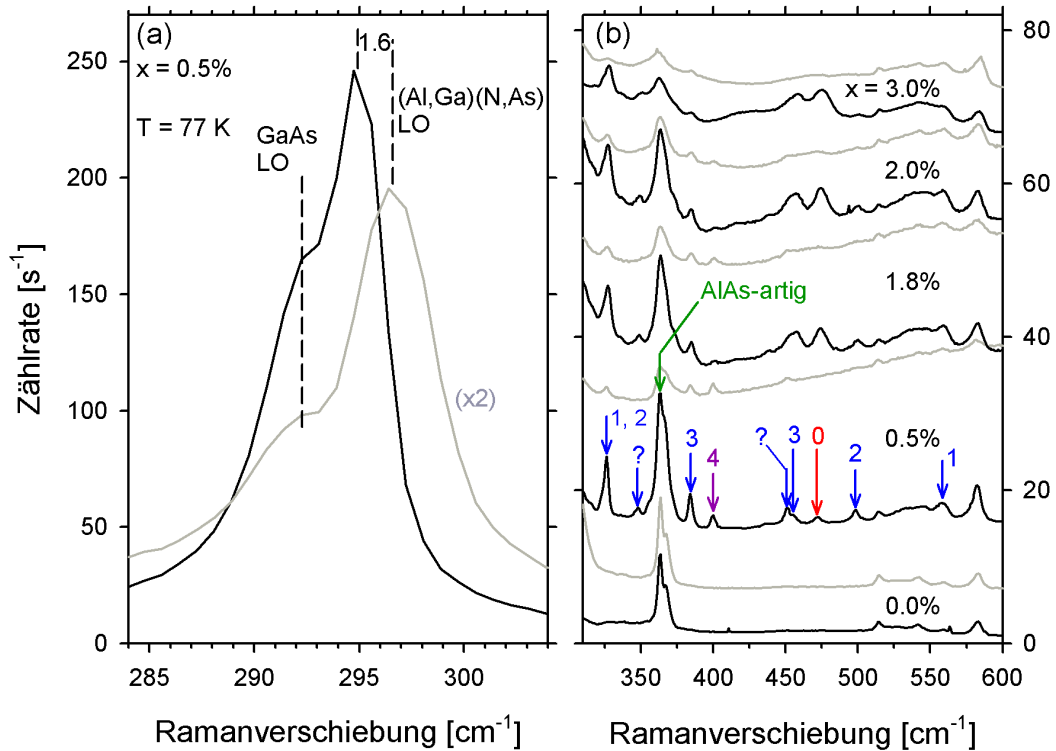 (a)
1.6
x = 0.5%
(Al,Ga)(N,As)
LO
T = 77 K
GaAs
LO
(x2)
Zählrate [s⁻¹]
250
200
150
100
50
0
285
290
295
300
Ramanverschiebung [cm⁻¹]
(b)
x = 3.0%
2.0%
1.8%
AlAs-artig
0.5%
1, 2
?
3
4
?
3
0
2
1
0.0%
80
60
40
20
0
350
400
450
500
550
600
Ramanverschiebung [cm⁻¹]